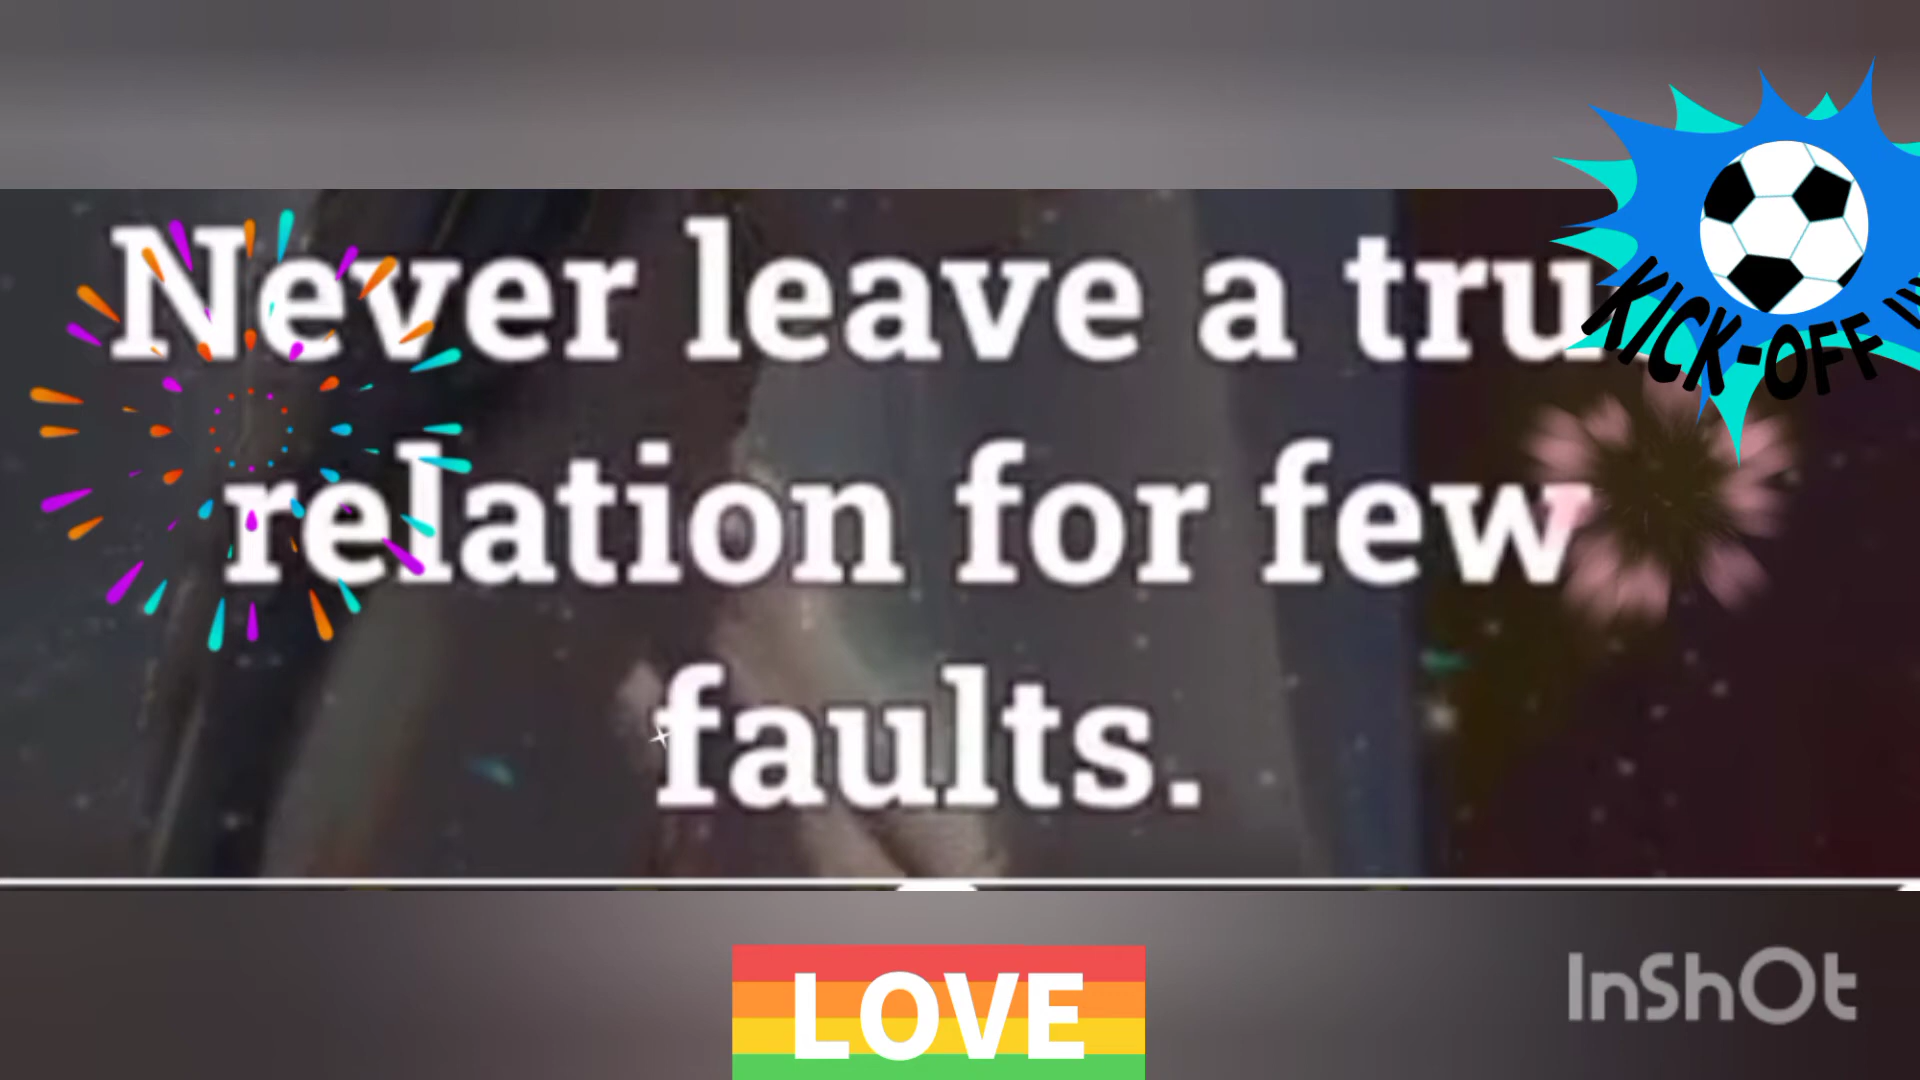 Never leave a tru
relation for few
faults.
KICK-OFF
LOVE
InShOt